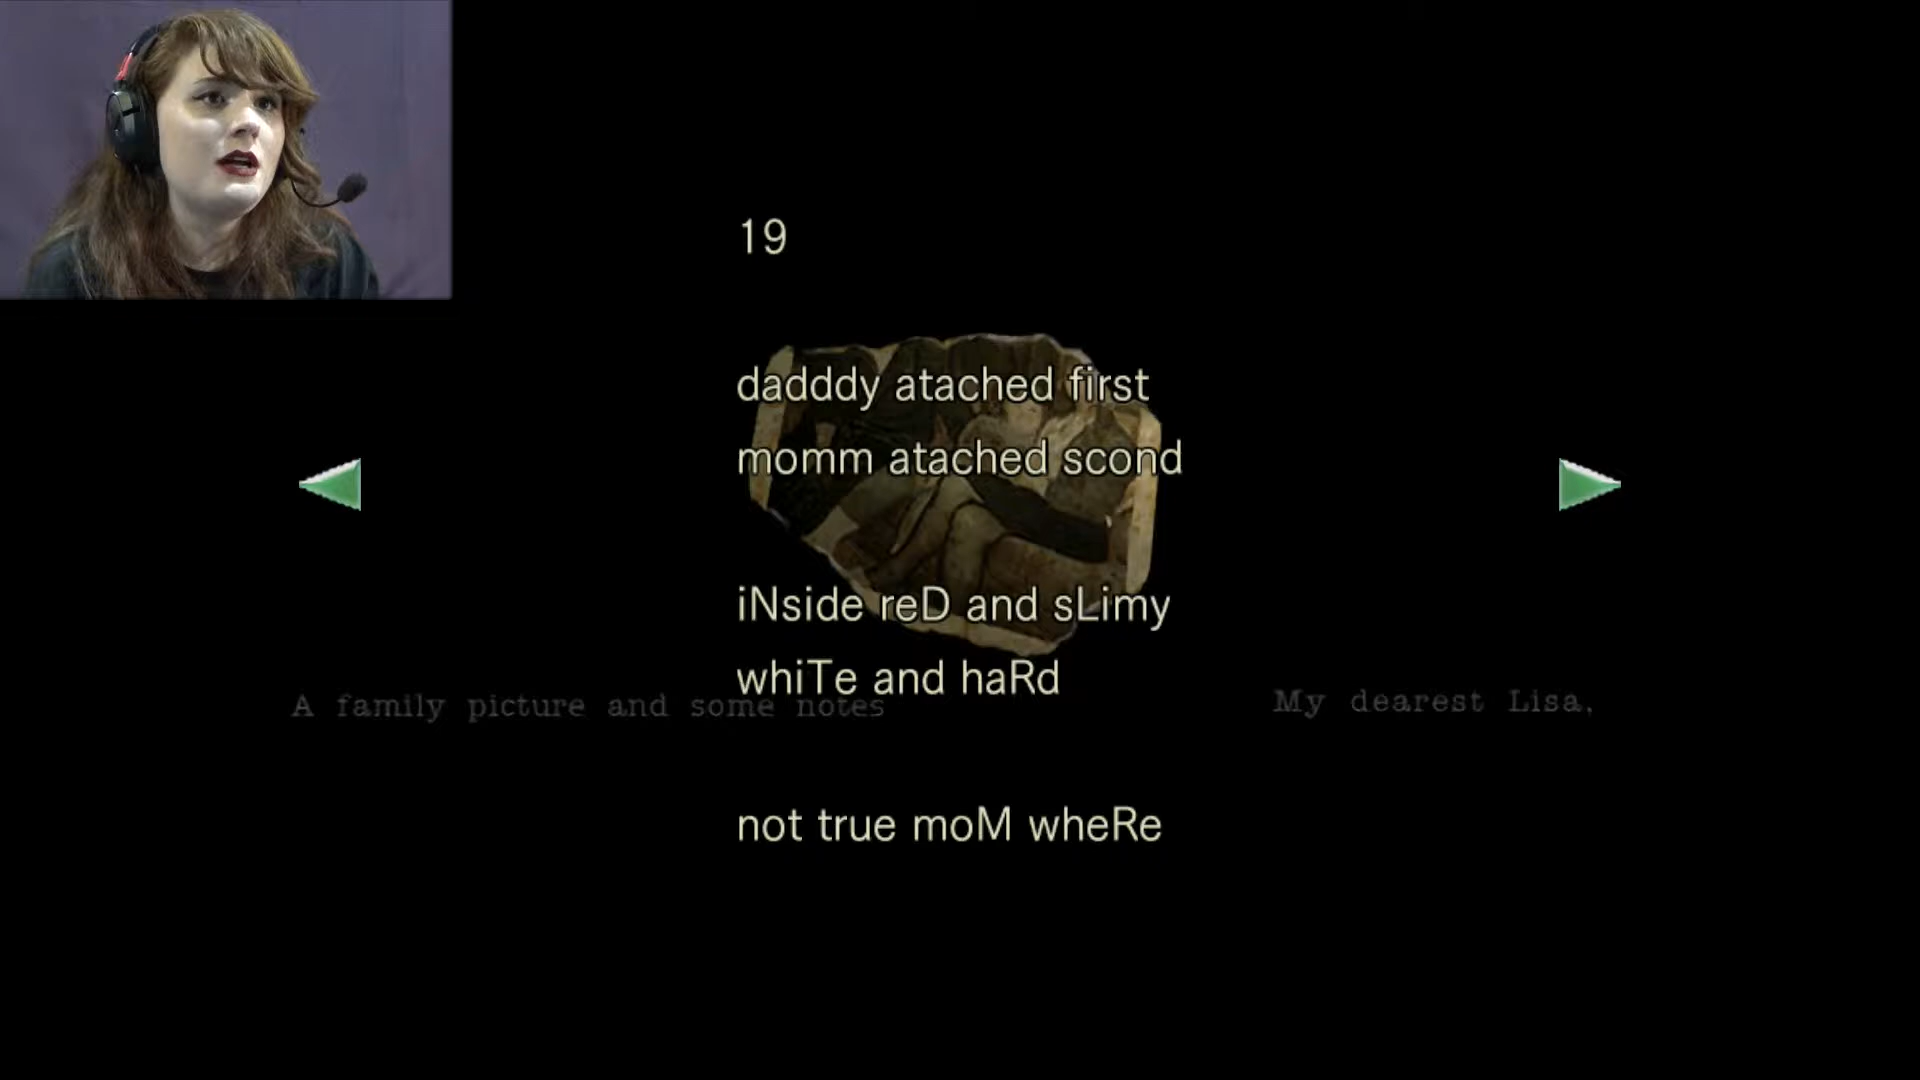 19
dadddy atached first
momm atached scond
iNside reD and sLimy
whiTe and haRd
A family picture and some notes
My dearest Lisa,
not true moM wheRe